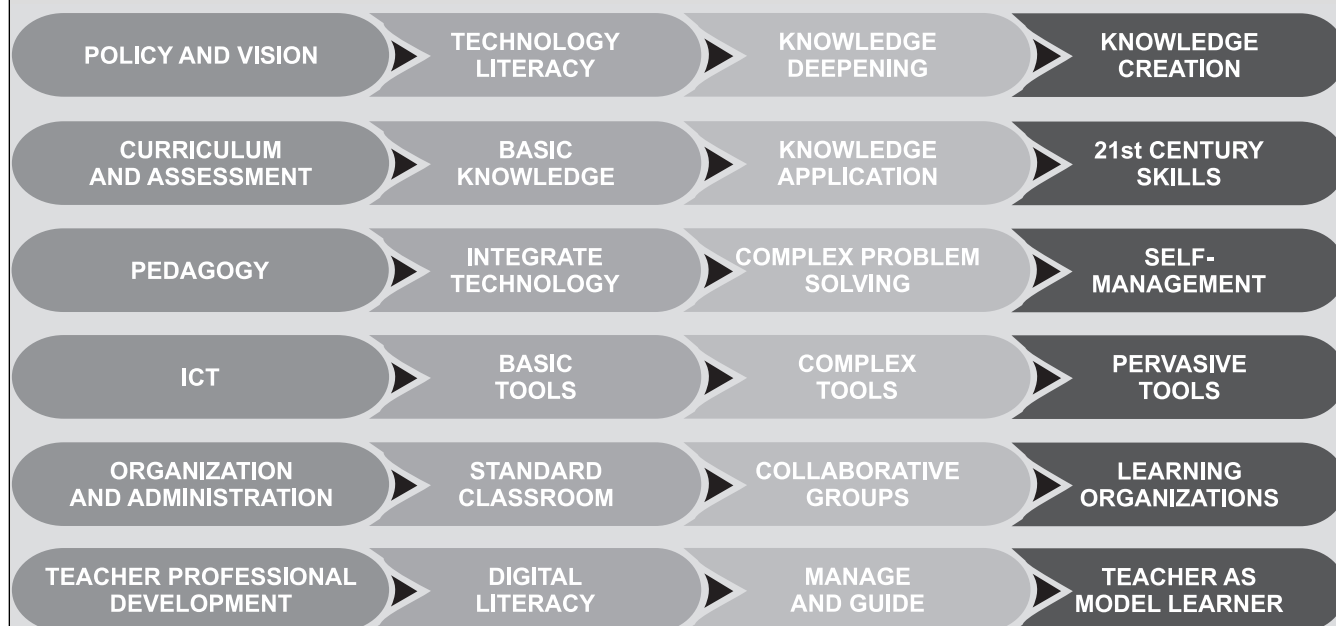 POLICY AND VISION
TECHNOLOGY
LITERACY
KNOWLEDGE
DEEPENING
KNOWLEDGE
CREATION
CURRICULUM
AND ASSESSMENT
BASIC
KNOWLEDGE
KNOWLEDGE
APPLICATION
21st CENTURY
SKILLS
PEDAGOGY
INTEGRATE
TECHNOLOGY
COMPLEX PROBLEM
SOLVING
SELF-
MANAGEMENT
ICT
BASIC
TOOLS
COMPLEX
TOOLS
PERVASIVE
TOOLS
ORGANIZATION
AND ADMINISTRATION
STANDARD
CLASSROOM
COLLABORATIVE
GROUPS
LEARNING
ORGANIZATIONS
TEACHER PROFESSIONAL
DEVELOPMENT
DIGITAL
LITERACY
MANAGE
AND GUIDE
TEACHER AS
MODEL LEARNER